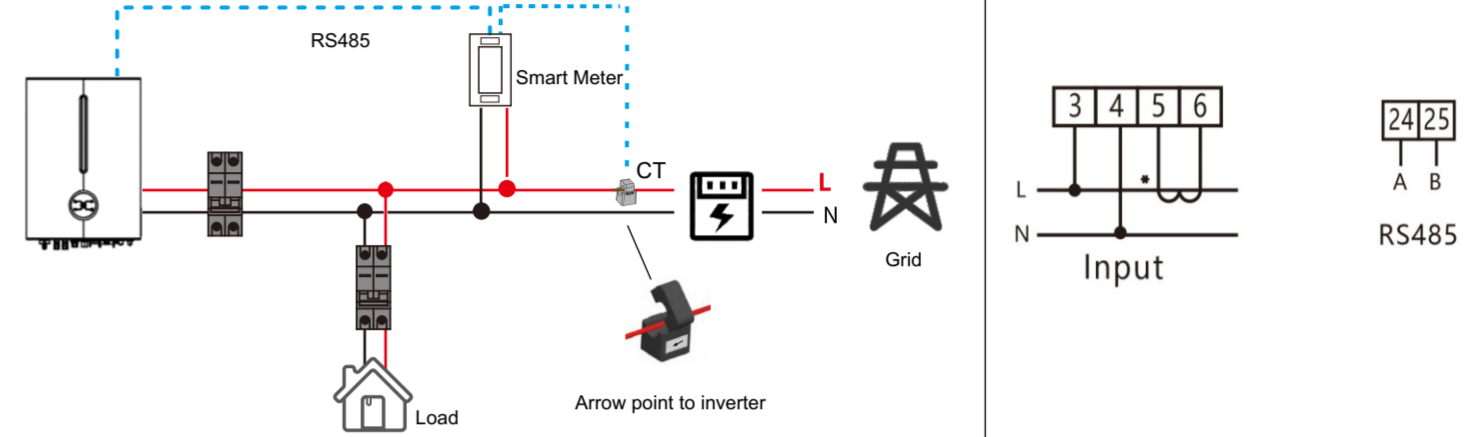 RS485
Smart Meter
CT
L
N
Grid
Load
Arrow point to inverter
3 4 5 6
L
*
N
Input
24 25
A B
RS485